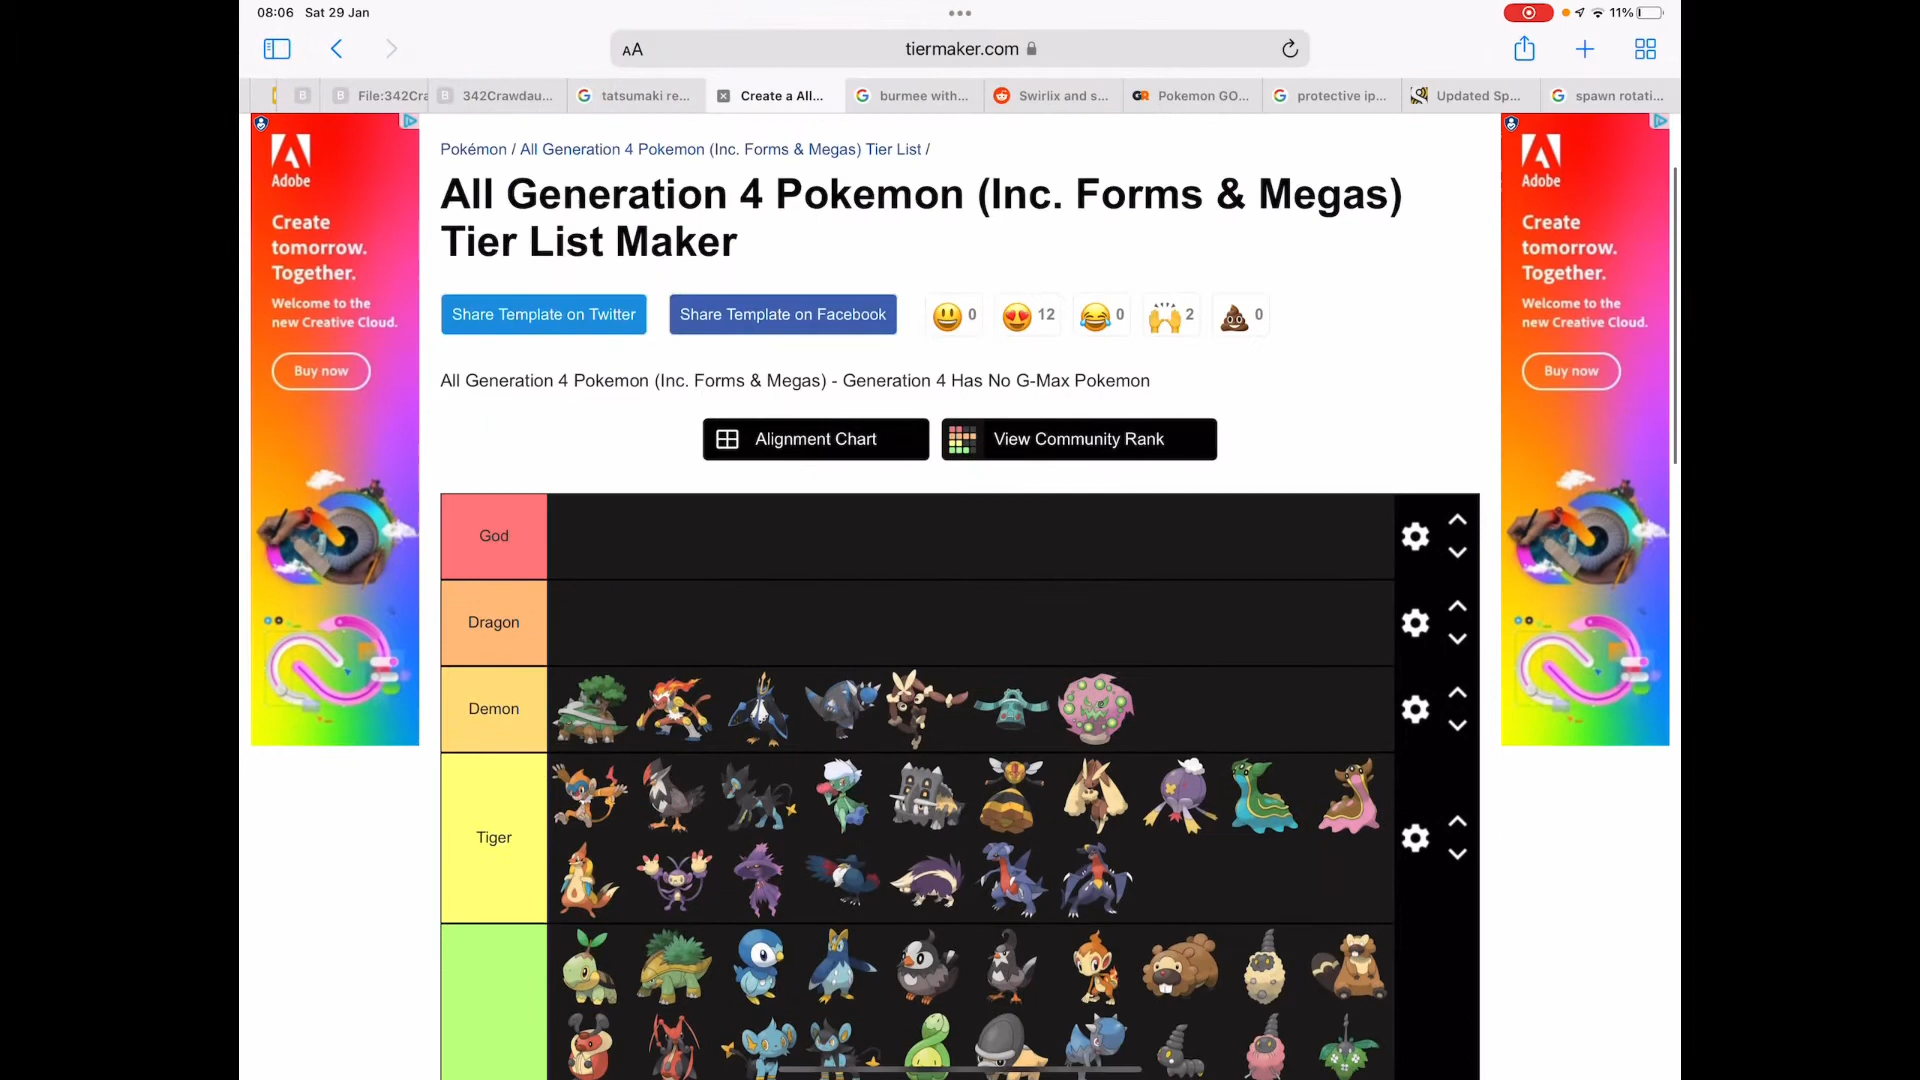 08:06 Sat 29 Jan
11%
AA tiermaker.com
B
B File:342Cra
B 342Crawdau...
tatsumaki re...
Create a All...
burmee with...
Swirlix and s...
GR Pokemon GO...
protective ip...
Updated Sp...
spawn rotati...
Adobe
Create
tomorrow.
Together.
Welcome to the
new Creative Cloud.
Buy now
Pokémon / All Generation 4 Pokemon (Inc. Forms & Megas) Tier List /
All Generation 4 Pokemon (Inc. Forms & Megas)
Tier List Maker
Share Template on Twitter
Share Template on Facebook
0
12
0
2
0
All Generation 4 Pokemon (Inc. Forms & Megas) - Generation 4 Has No G-Max Pokemon
Alignment Chart
View Community Rank
God
Dragon
Demon
Tiger
Adobe
Create
tomorrow.
Together.
Welcome to the
new Creative Cloud.
Buy now